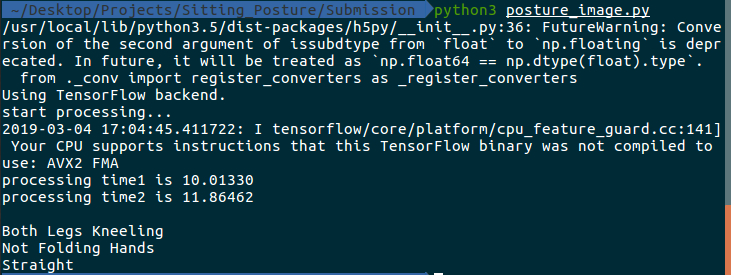 ~/Desktop/Projects/Sitting_Posture/Submission python3 posture_image.py
/usr/local/lib/python3.5/dist-packages/h5py/__init__.py:36: FutureWarning: Conve
rsion of the second argument of issubdtype from `float` to `np.floating` is depr
ecated. In future, it will be treated as `np.float64 == np.dtype(float).type`.
  from ._conv import register_converters as _register_converters
Using TensorFlow backend.
start processing...
2019-03-04 17:04:45.411722: I tensorflow/core/platform/cpu_feature_guard.cc:141]
 Your CPU supports instructions that this TensorFlow binary was not compiled to
use: AVX2 FMA
processing time1 is 10.01330
processing time2 is 11.86462
Both Legs Kneeling
Not Folding Hands
Straight